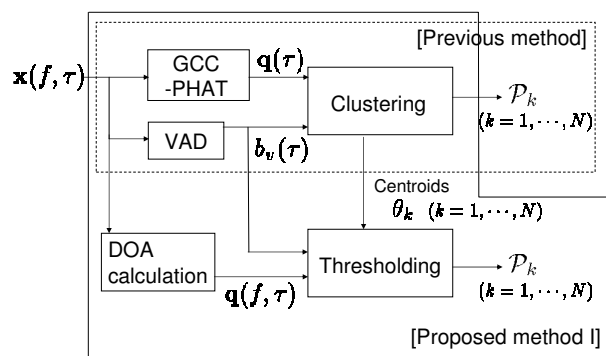 [Previous method]
𝐱(f, τ)
GCC
-PHAT
𝐪(τ)
Clustering
𝒫ₖ
(k = 1, ⋯, N)
VAD
bᵥ(τ)
Centroids
θₖ (k = 1, ⋯, N)
DOA
calculation
𝐪(f, τ)
Thresholding
𝒫ₖ
(k = 1, ⋯, N)
[Proposed method I]